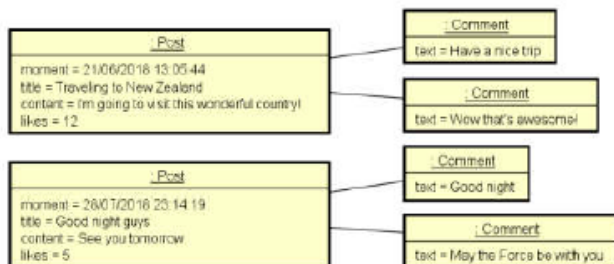 : Post
moment = 21/06/2018 13:05:44
title = Traveling to New Zealand
content = I'm going to visit this wonderful country!
likes = 12
: Comment
text = Have a nice trip
: Comment
text = Wow that's awesome!
: Post
moment = 28/07/2018 23:14:19
title = Good night guys
content = See you tomorrow
likes = 5
: Comment
text = Good night
: Comment
text = May the Force be with you